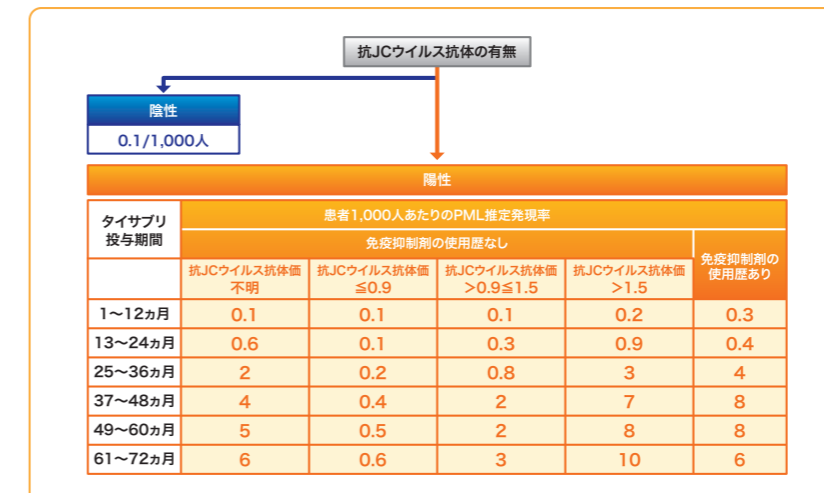 抗JCウイルス抗体の有無
陰性
0.1/1,000人
陽性
タイサブリ
投与期間
患者1,000人あたりのPML推定発現率
免疫抑制剤の使用歴なし
免疫抑制剤の
使用歴あり
抗JCウイルス抗体価
不明
抗JCウイルス抗体価
≦0.9
抗JCウイルス抗体価
>0.9≦1.5
抗JCウイルス抗体価
>1.5
1〜12ヵ月 0.1 0.1 0.1 0.2 0.3
13〜24ヵ月 0.6 0.1 0.3 0.9 0.4
25〜36ヵ月 2 0.2 0.8 3 4
37〜48ヵ月 4 0.4 2 7 8
49〜60ヵ月 5 0.5 2 8 8
61〜72ヵ月 6 0.6 3 10 6